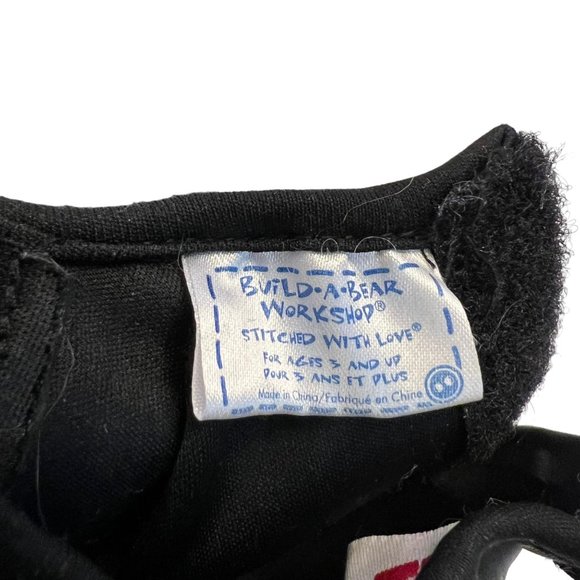 BUILD-A-BEAR
WORKSHOP®
STITCHED WITH LOVE®
FOR AGES 3 AND UP
POUR 3 ANS ET PLUS
Made in China/Fabriqué en Chine